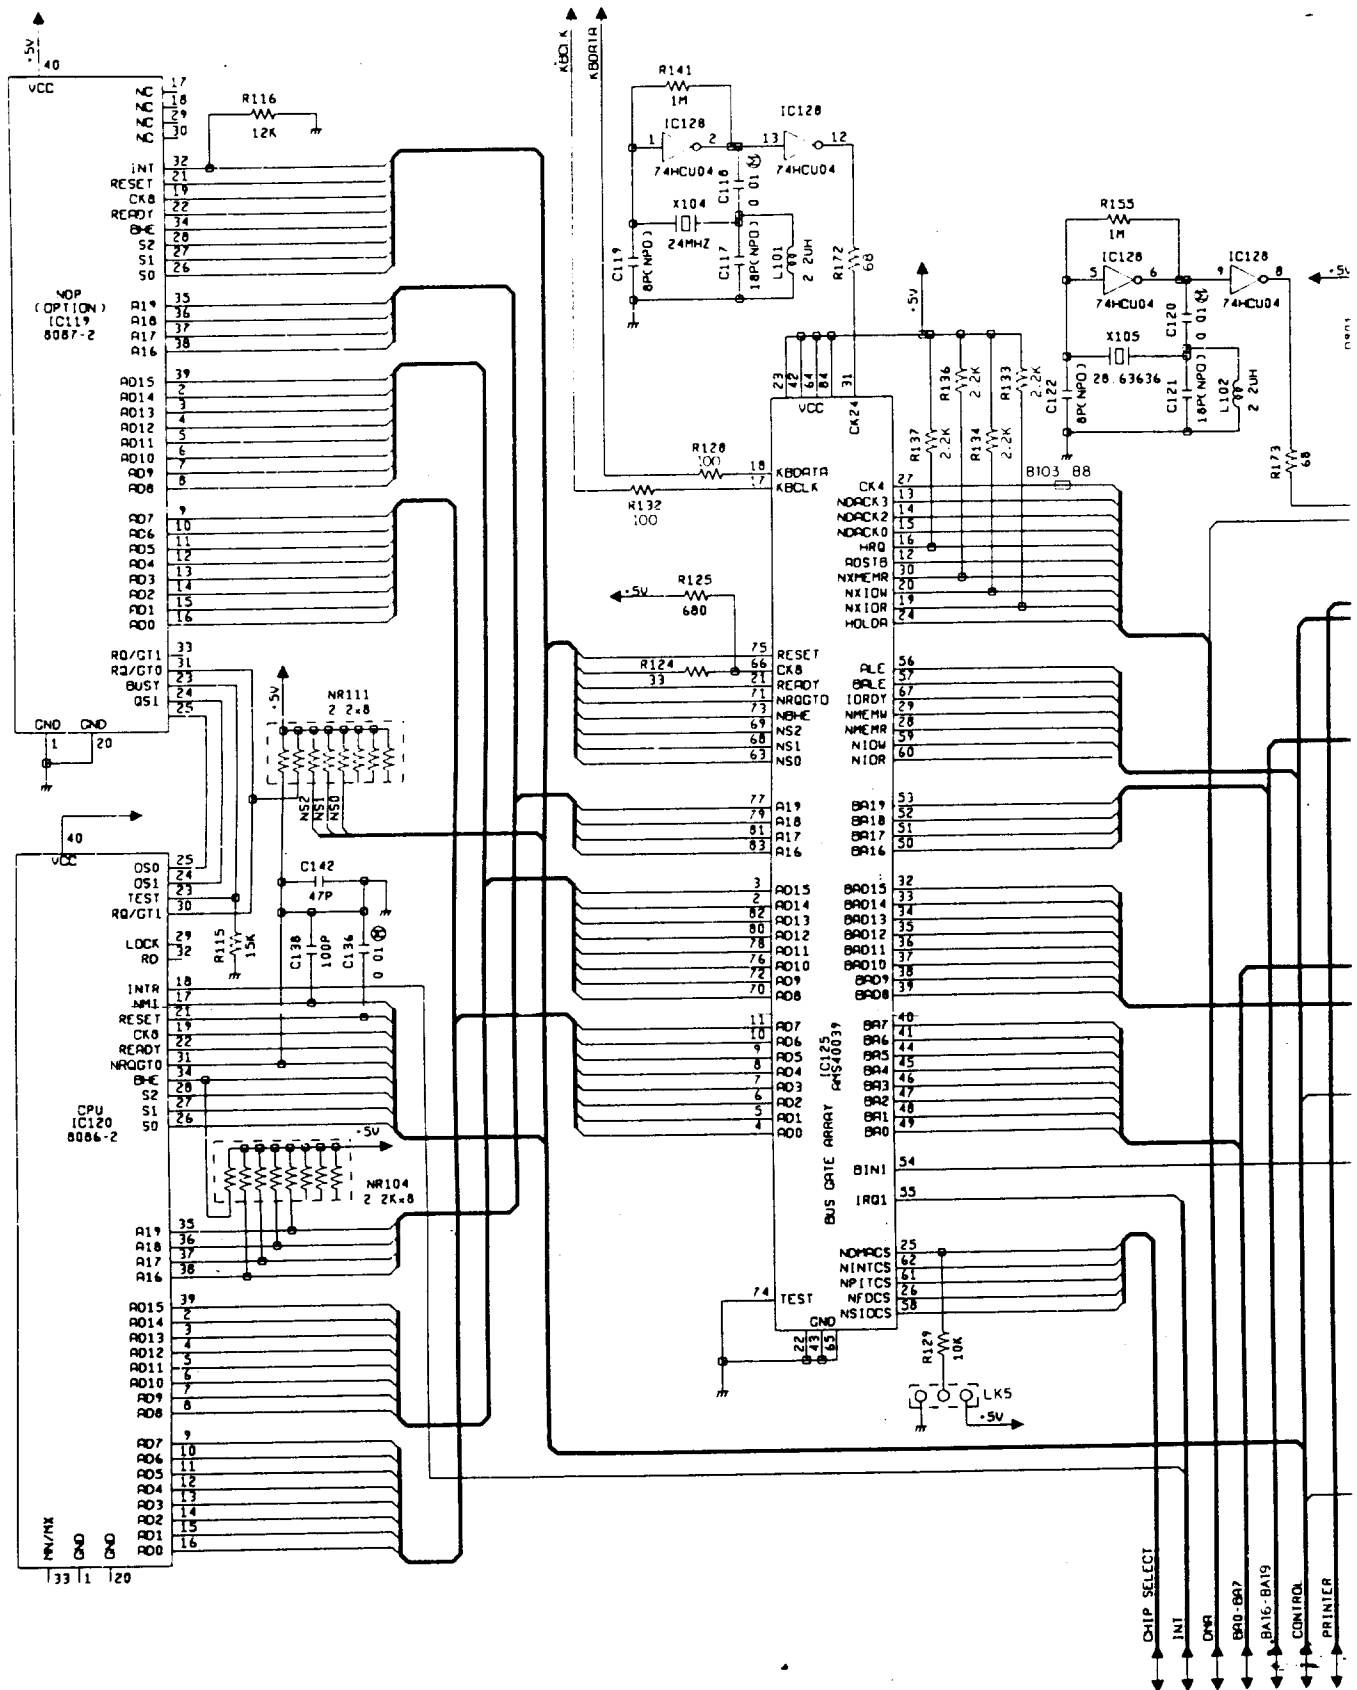 +5V
40
VCC
NC 17
NC 18
NC 29
NC 30
INT 32
RESET 21
CK8 19
READY 22
BHE 34
S2 28
S1 27
S0 26
A19 35
A18 36
A17 37
A16 38
NDP
(OPTION)
IC119
8087-2
AD15 39
AD14 2
AD13 3
AD12 4
AD11 5
AD10 6
AD9 7
AD8 8
AD7 9
AC6 10
AD5 11
AD4 12
AD3 13
AD2 14
AD1 15
AD0 16
RQ/GT1 33
RQ/GT0 31
BUSY 23
QS1 24
25
GND GND
1 20
R116
12K
+5V
NR111
2 2x8
NS2
NS1
NS0
40
VCC
QS0 25
QS1 24
TEST 23
RQ/GT1 30
LOCK 29
RD 32
INTR 18
NMI 17
RESET 21
CK8 19
READY 22
NRQGT0 31
BHE 34
S2 28
S1 27
S0 26
CPU
IC120
8086-2
R115
15K
C142
47P
C138
100P
C136
0 01 M
+5V
NR104
2 2Kx8
A19 35
A18 36
A17 37
A16 38
AD15 39
AD14 2
AD13 3
AD12 4
AD11 5
AD10 6
AD9 7
AD8 8
AD7 9
AD6 10
AD5 11
AD4 12
AD3 13
AD2 14
AD1 15
AD0 16
MN/MX GND GND
33 1 20
KBCLK
KBDATA
R141
1M
IC128
1 2
74HCU04
IC128
13 12
74HCU04
C118
0 01 M
X104
24MHZ
C119
8P(NPO)
C117
18P(NPO)
L101
2 2UH
R172
68
+5V
R155
1M
IC128
5 6
74HCU04
IC128
9 8
74HCU04
+5V
C120
0 01 M
X105
28.63636
C122
8P(NPO)
C121
18P(NPO)
L102
2 2UH
R173
68
R136
2.2K
R133
2.2K
R137
2.2K
R134
2.2K
B103 B8
R128
100
R132
100
R125
680
+5V
R124
33
23 42 64 84 31
VCC
CK24
18 KBDATA
17 KBCLK
75 RESET
66 CK8
21 READY
71 NRQGT0
73 NBHE
69 NS2
68 NS1
63 NS0
77 A19
79 A18
81 A17
83 A16
3 AD15
2 AD14
82 AD13
80 AD12
78 AD11
76 AD10
72 AD9
70 AD8
11 AD7
10 AD6
9 AD5
8 AD4
7 AD3
6 AD2
5 AD1
4 AD0
74 TEST
GND
22 43 65
BUS GATE ARRAY
IC125
AMS40039
CK4 27
NDACK3 13
NDACK2 14
NDACK0 15
HRQ 16
ADSTB 12
NXMEMR 30
NXIOW 20
NXIOR 19
HOLDA 24
ALE 56
BALE 57
IORDY 67
NMEMW 29
NMEMR 28
NIOW 59
NIOR 60
BA19 53
BA18 52
BA17 51
BA16 50
BAD15 32
BAD14 33
BAD13 34
BAD12 35
BAD11 36
BAD10 37
BAD9 38
BAD8 39
BA7 40
BA6 41
BA5 44
BA4 45
BA3 46
BA2 47
BA1 48
BA0 49
BIN1 54
IRQ1 55
NDMACS 25
NINTCS 62
NPITCS 61
NFDCS 26
NSIOCS 58
R129
10K
LK5
+5V
CHIP SELECT
INT
DMA
BA0-BA7
BA16-BA19
CONTROL
PRINTER